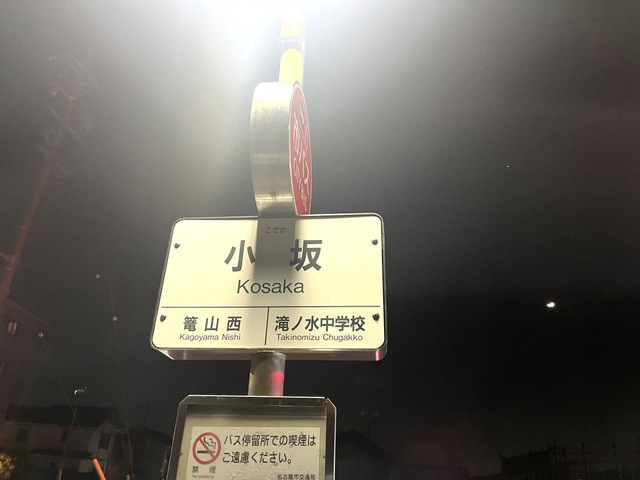 こさか
小坂
Kosaka
篭山西
Kagoyama Nishi
滝ノ水中学校
Takinomizu Chugakko
バス停留所での喫煙は
ご遠慮ください。
禁煙
No smoking
名古屋市交通局